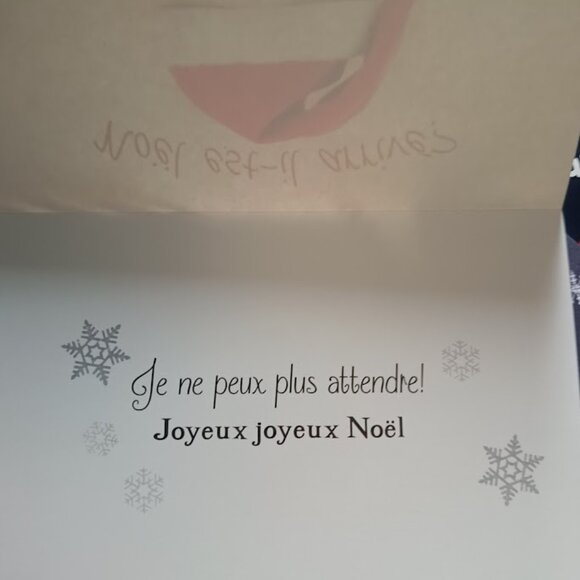 Noël est-il arrivé?
Je ne peux plus attendre!
Joyeux joyeux Noël